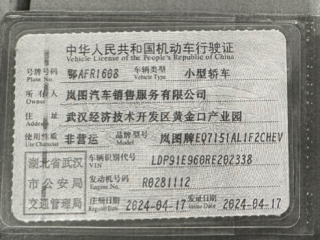 中华人民共和国机动车行驶证
Vehicle License of the People's Republic of China
号牌号码 鄂AFR1608 车辆类型 小型轿车
Plate No. Vehicle Type
所有人 岚图汽车销售服务有限公司
Owner
住址 武汉经济技术开发区黄金口产业园
Address
使用性质 非营运 品牌型号 岚图牌EQ7151AL1F2CHEV
Use Character Model
湖北省武汉 车辆识别代号 LDP91E960RE202338
VIN
市公安局 发动机号码 R0281112
Engine No.
交通管理局 注册日期 2024-04-17 发证日期 2024-04-17
Register Date Issue Date